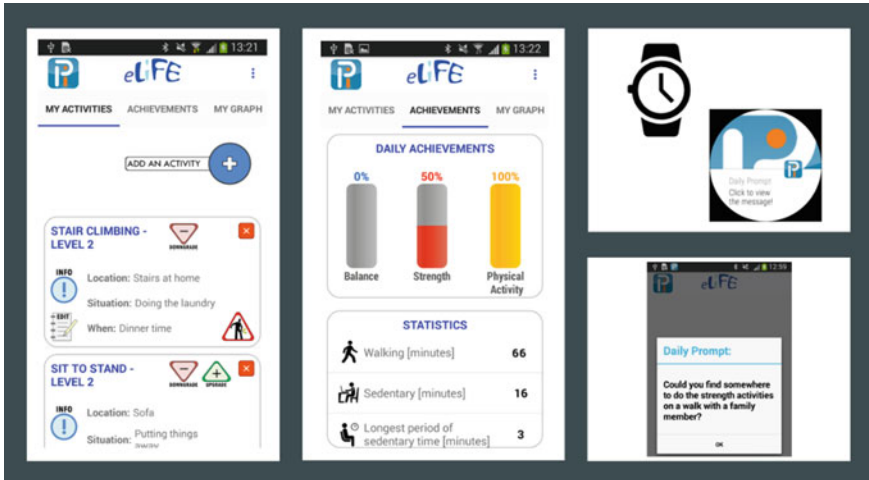 13:21
eLiFE
MY ACTIVITIES ACHIEVEMENTS MY GRAPH
ADD AN ACTIVITY
STAIR CLIMBING -
LEVEL 2
DOWNGRADE
INFO
Location: Stairs at home
Situation: Doing the laundry
EDIT
When: Dinner time
SIT TO STAND -
LEVEL 2
DOWNGRADE UPGRADE
INFO
Location: Sofa
Situation: Putting things
away
13:22
eLiFE
MY ACTIVITIES ACHIEVEMENTS MY GRAPH
DAILY ACHIEVEMENTS
0% 50% 100%
Balance Strength Physical
Activity
STATISTICS
Walking [minutes] 66
Sedentary [minutes] 16
Longest period of
sedentary time [minutes] 3
Daily Prompt
Click to view
the message!
12:59
eLiFE
Daily Prompt:
Could you find somewhere
to do the strength activities
on a walk with a family
member?
OK